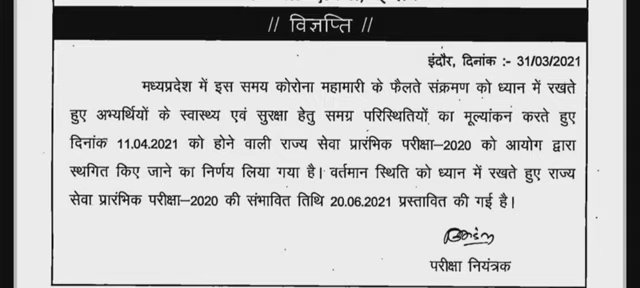 // विज्ञप्ति //
इंदौर, दिनांक :- 31/03/2021
मध्यप्रदेश में इस समय कोरोना महामारी के फैलते संक्रमण को ध्यान में रखते
हुए अभ्यर्थियों के स्वास्थ्य एवं सुरक्षा हेतु समग्र परिस्थितियों का मूल्यांकन करते हुए
दिनांक 11.04.2021 को होने वाली राज्य सेवा प्रारंभिक परीक्षा–2020 को आयोग द्वारा
स्थगित किए जाने का निर्णय लिया गया है। वर्तमान स्थिति को ध्यान में रखते हुए राज्य
सेवा प्रारंभिक परीक्षा–2020 की संभावित तिथि 20.06.2021 प्रस्तावित की गई है।
परीक्षा नियंत्रक